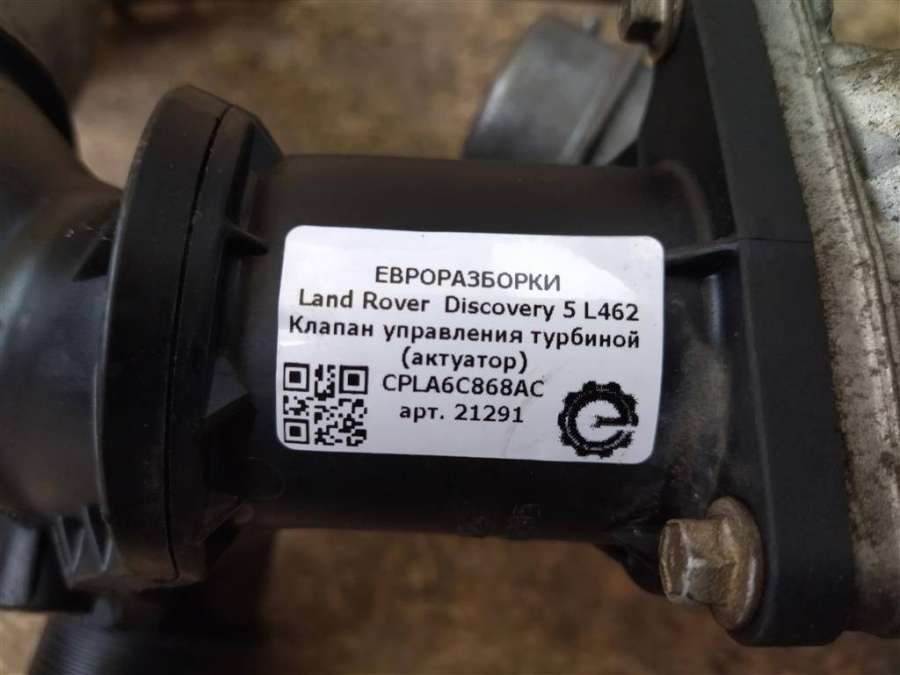 ЕВРОРАЗБОРКИ
Land Rover Discovery 5 L462
Клапан управления турбиной
(актуатор)
CPLA6C868AC
арт. 21291